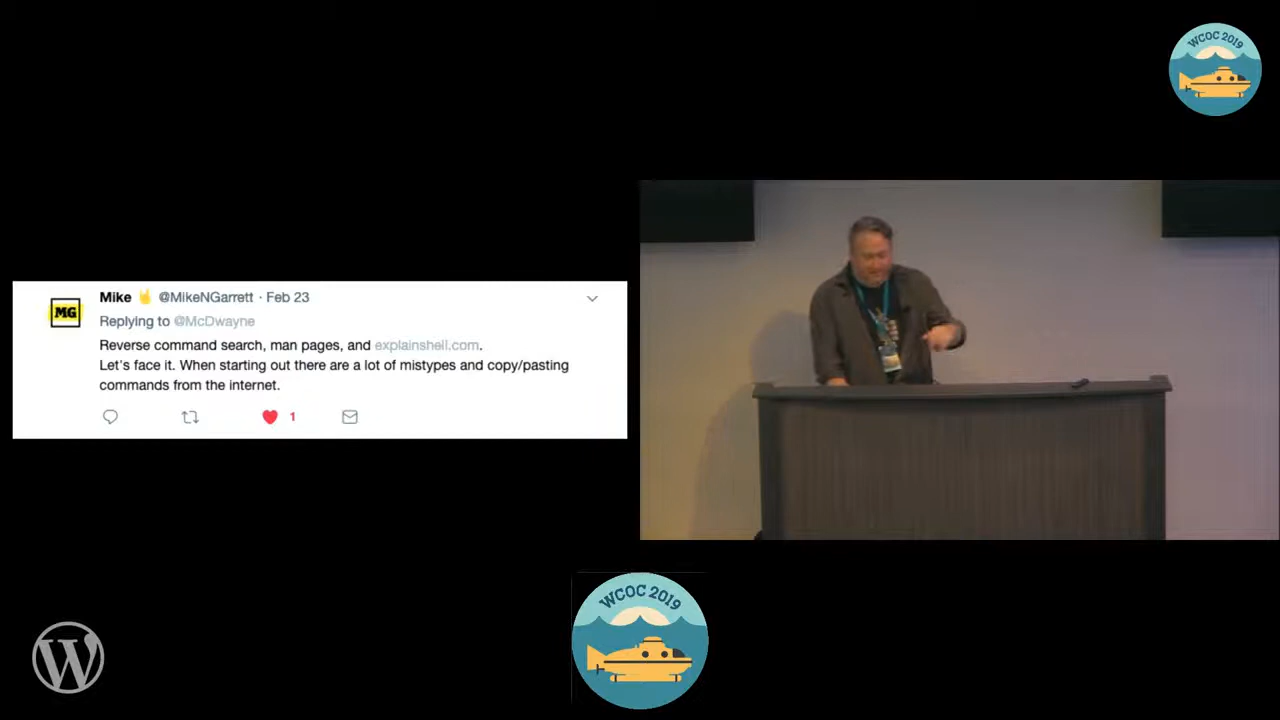 WCOC 2019
MG
Mike 🤘 @MikeNGarrett · Feb 23
Replying to @McDwayne
Reverse command search, man pages, and explainshell.com.
Let's face it. When starting out there are a lot of mistypes and copy/pasting
commands from the internet.
1
WCOC 2019